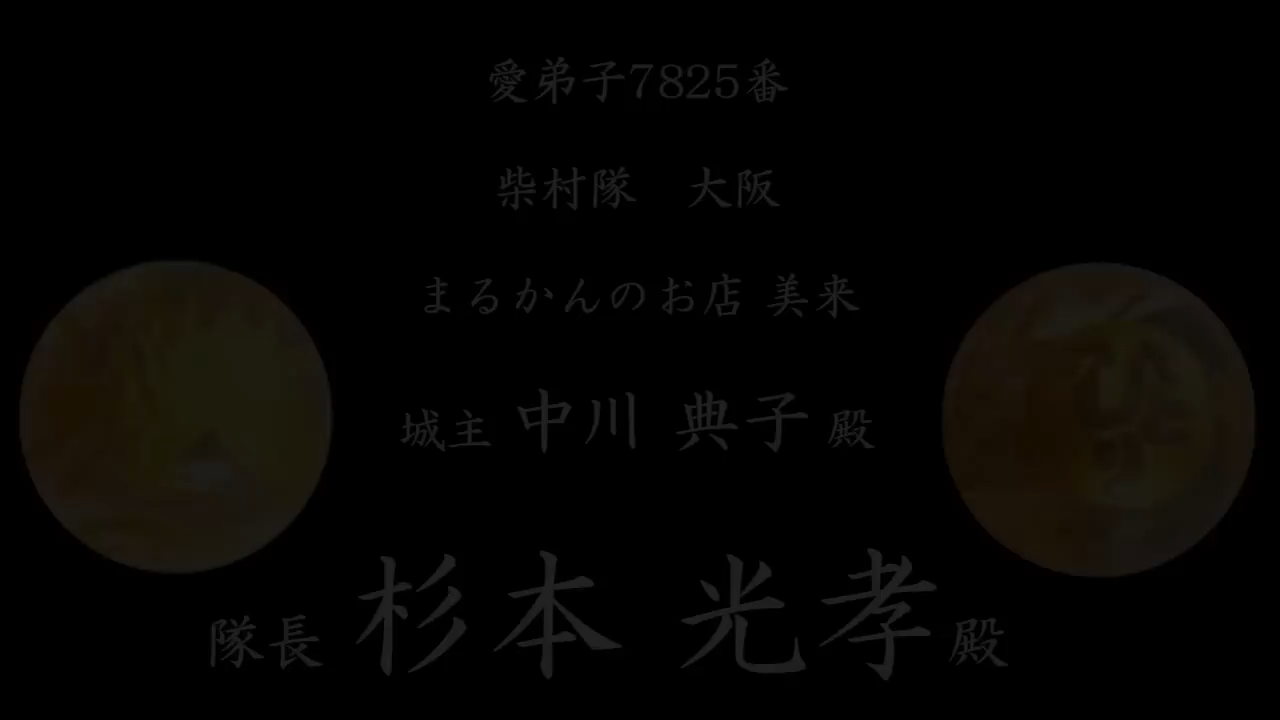 愛弟子7825番
柴村隊　大阪
まるかんのお店 美来
城主 中川 典子 殿
隊長 杉本 光孝 殿